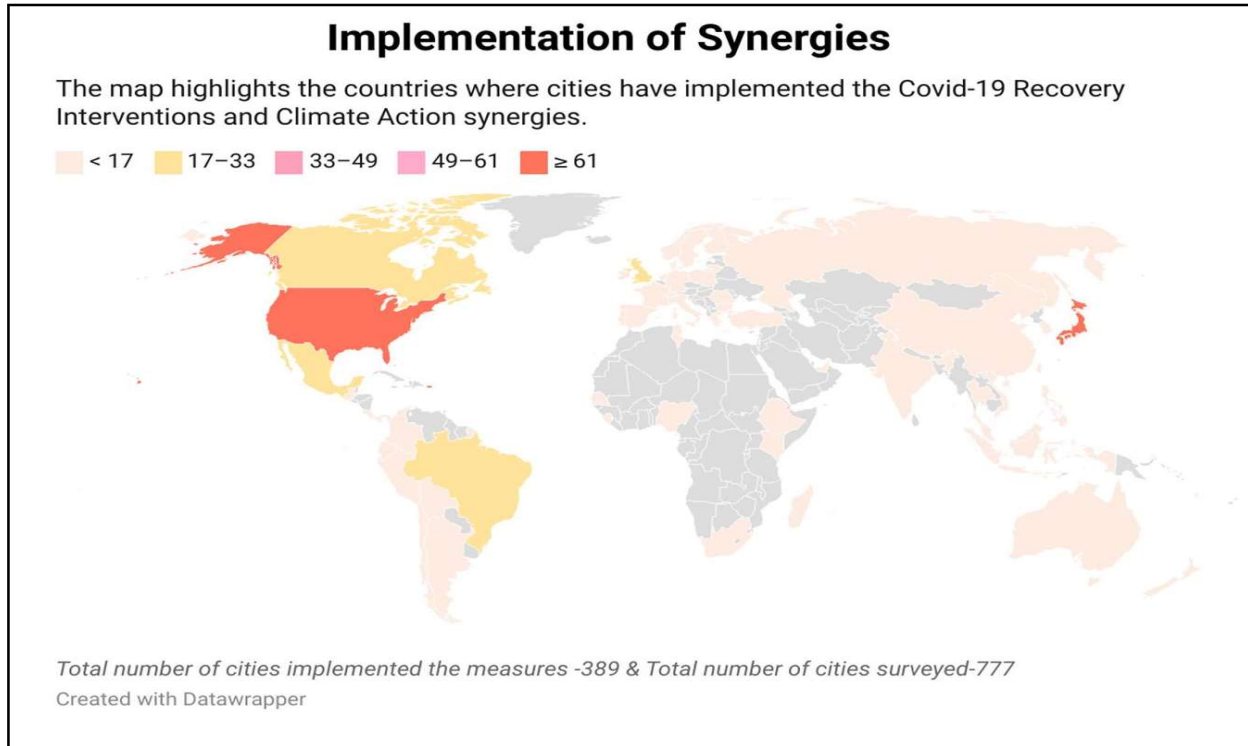 Implementation of Synergies
The map highlights the countries where cities have implemented the Covid-19 Recovery
Interventions and Climate Action synergies.
< 17 17–33 33–49 49–61 ≥ 61
Total number of cities implemented the measures -389 & Total number of cities surveyed-777
Created with Datawrapper